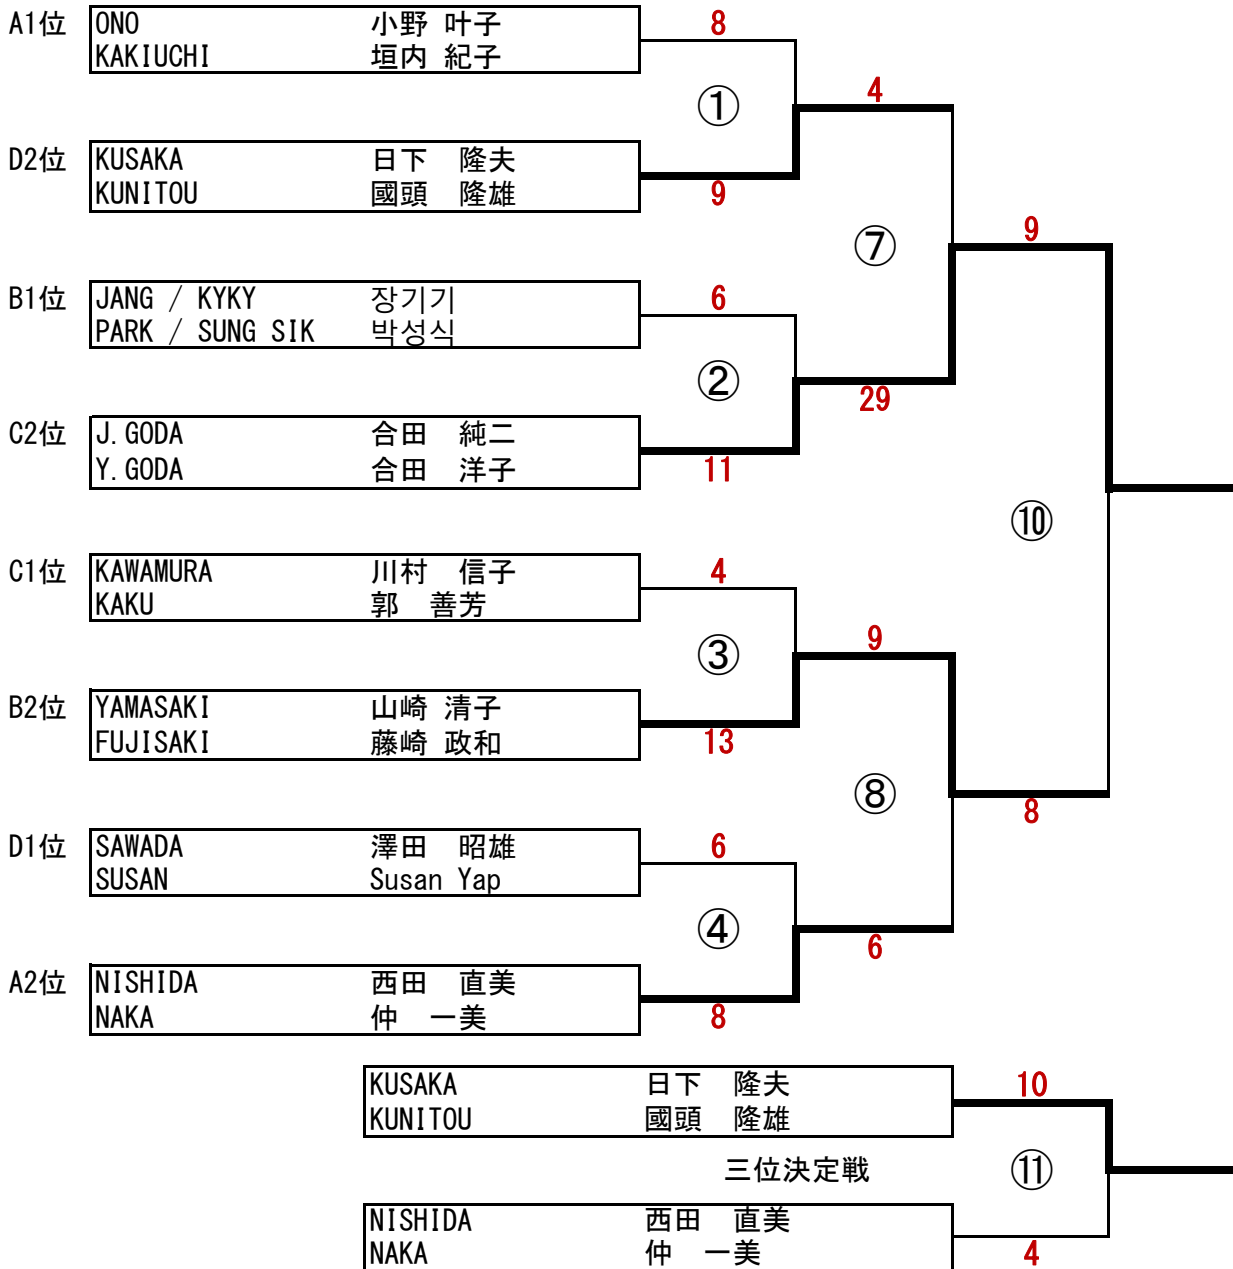 A1位 ONO 小野 叶子 8
KAKIUCHI 垣内 紀子
① 4
D2位 KUSAKA 日下 隆夫
KUNITOU 國頭 隆雄 9
⑦ 9
B1位 JANG / KYKY 장기기 6
PARK / SUNG SIK 박성식
② 29
C2位 J.GODA 合田 純二
Y.GODA 合田 洋子 11
⑩
C1位 KAWAMURA 川村 信子 4
KAKU 郭 善芳
③ 9
B2位 YAMASAKI 山崎 清子
FUJISAKI 藤崎 政和 13
⑧ 8
D1位 SAWADA 澤田 昭雄 6
SUSAN Susan Yap
④ 6
A2位 NISHIDA 西田 直美
NAKA 仲 一美 8
KUSAKA 日下 隆夫 10
KUNITOU 國頭 隆雄
三位決定戦 ⑪
NISHIDA 西田 直美
NAKA 仲 一美 4